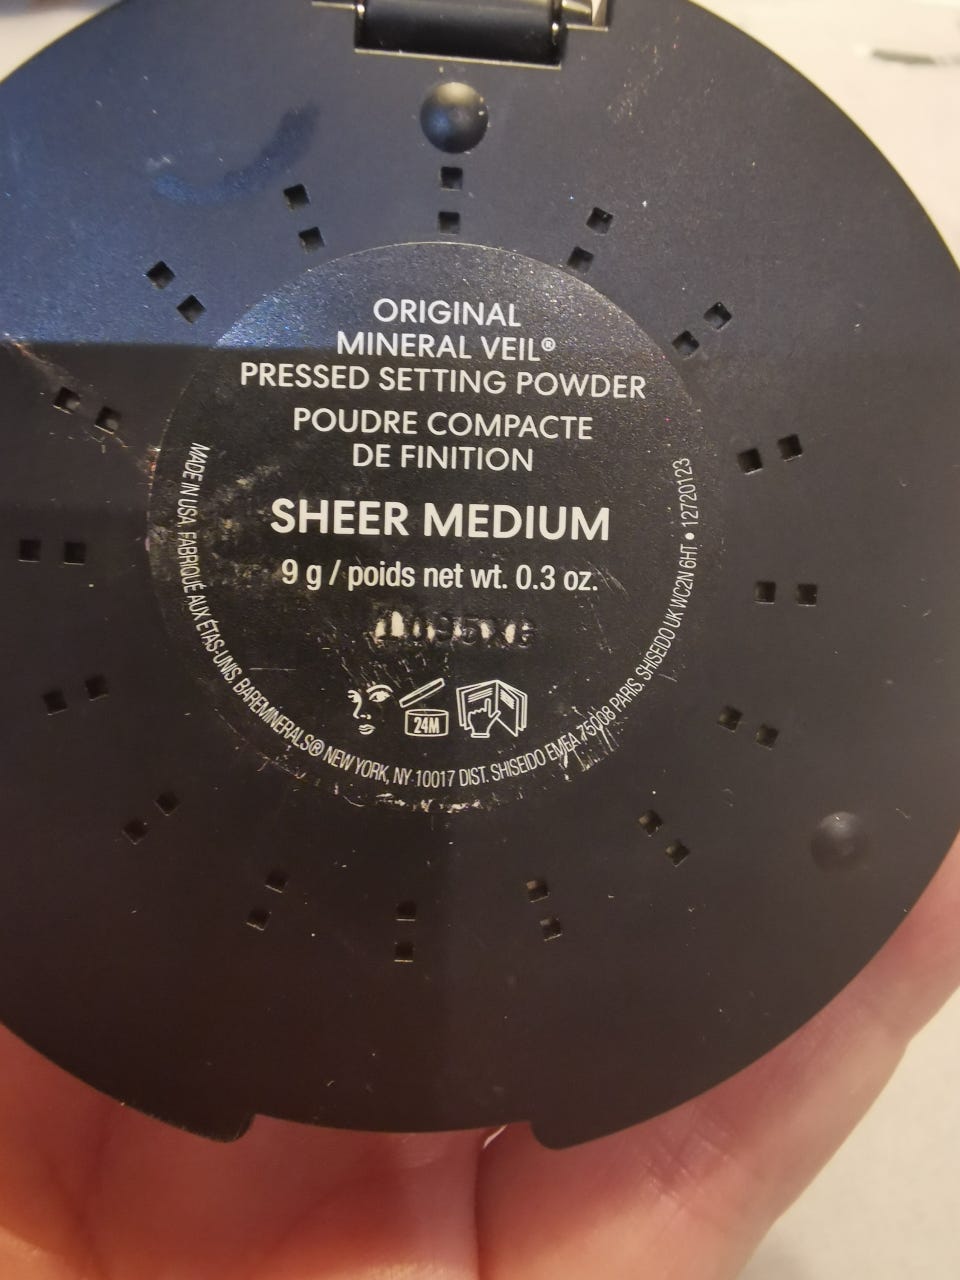 ORIGINAL
MINERAL VEIL®
PRESSED SETTING POWDER
POUDRE COMPACTE
DE FINITION
SHEER MEDIUM
9 g / poids net wt. 0.3 oz.
24M
MADE IN USA. FABRIQUÉ AUX ÉTAS-UNIS. BAREMINERALS® NEW YORK, NY 10017 DIST. SHISEIDO EMEA 75008 PARIS. SHISEIDO UK WC2N 6HT • 12720123